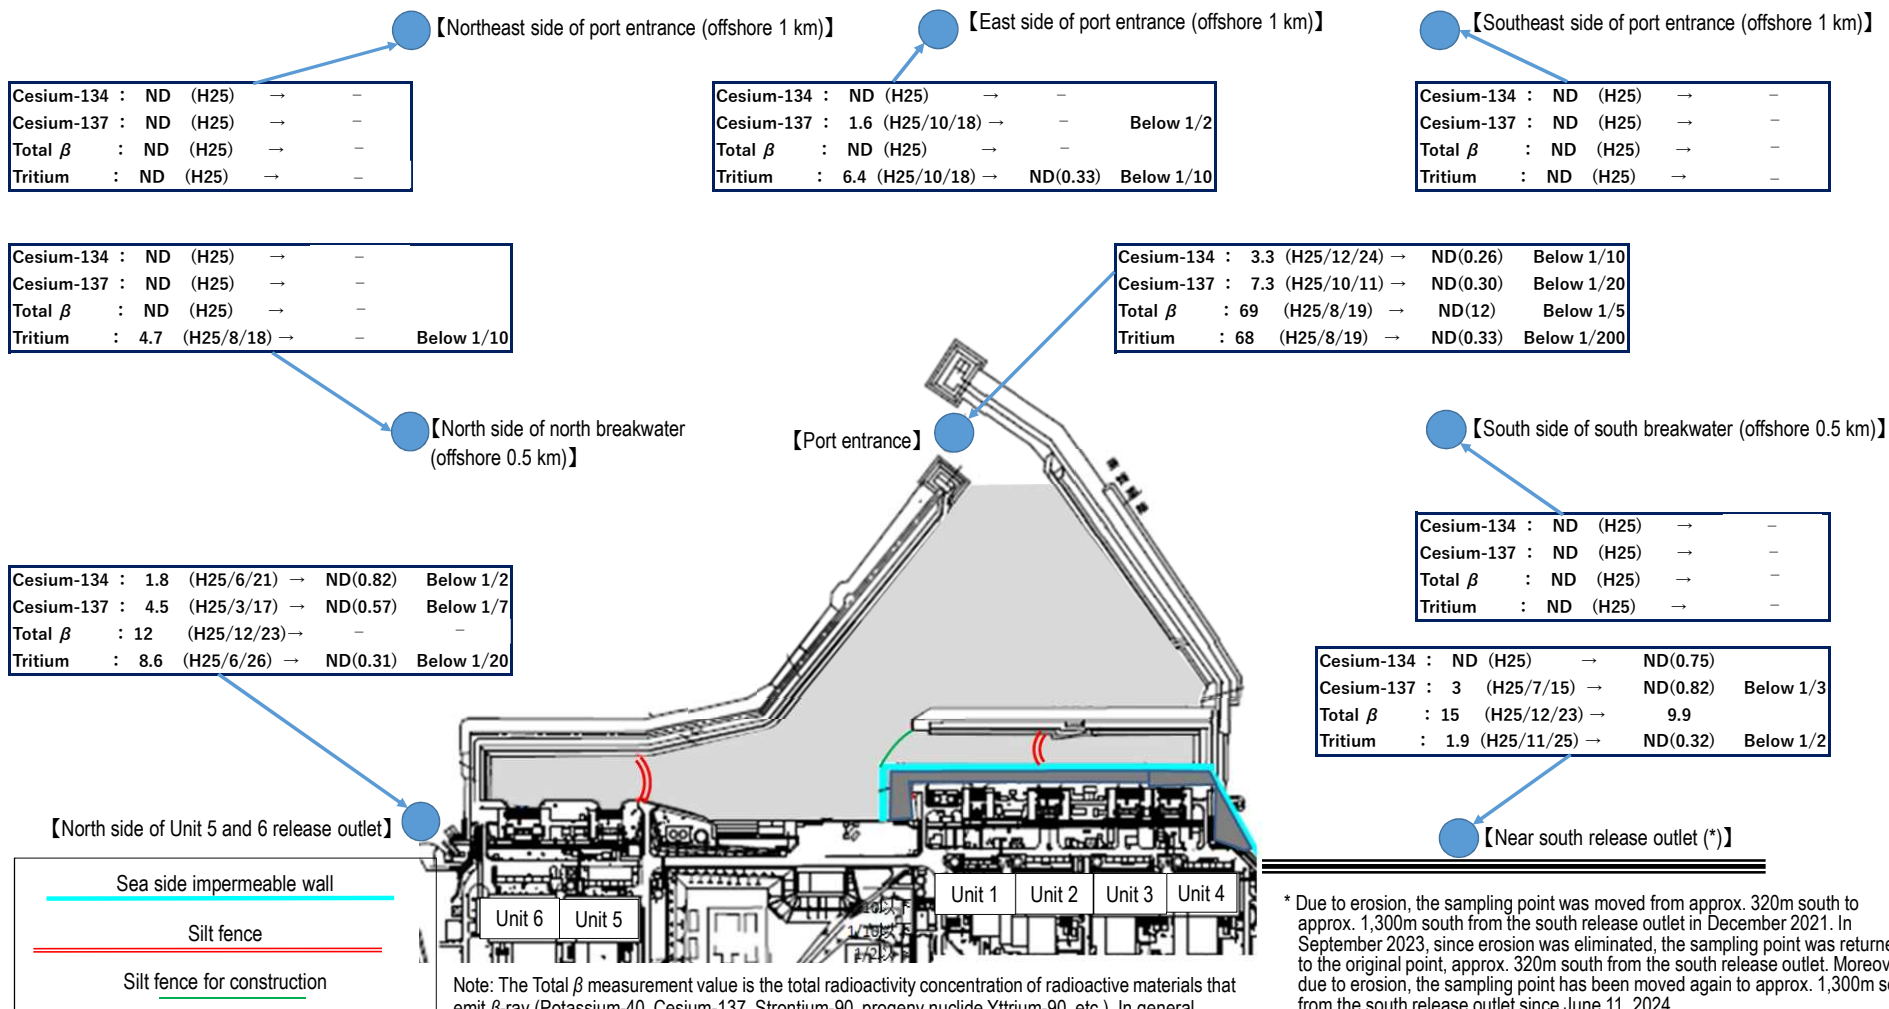 【Northeast side of port entrance (offshore 1 km)】
Cesium-134 : ND (H25) → −
Cesium-137 : ND (H25) → −
Total β : ND (H25) → −
Tritium : ND (H25) → −
【East side of port entrance (offshore 1 km)】
Cesium-134 : ND (H25) → −
Cesium-137 : 1.6 (H25/10/18) → − Below 1/2
Total β : ND (H25) → −
Tritium : 6.4 (H25/10/18) → ND(0.33) Below 1/10
【Southeast side of port entrance (offshore 1 km)】
Cesium-134 : ND (H25) → −
Cesium-137 : ND (H25) → −
Total β : ND (H25) → −
Tritium : ND (H25) → −
Cesium-134 : ND (H25) → −
Cesium-137 : ND (H25) → −
Total β : ND (H25) → −
Tritium : 4.7 (H25/8/18) → − Below 1/10
【North side of north breakwater
(offshore 0.5 km)】
Cesium-134 : 3.3 (H25/12/24) → ND(0.26) Below 1/10
Cesium-137 : 7.3 (H25/10/11) → ND(0.30) Below 1/20
Total β : 69 (H25/8/19) → ND(12) Below 1/5
Tritium : 68 (H25/8/19) → ND(0.33) Below 1/200
【Port entrance】
【South side of south breakwater (offshore 0.5 km)】
Cesium-134 : ND (H25) → −
Cesium-137 : ND (H25) → −
Total β : ND (H25) → −
Tritium : ND (H25) → −
Cesium-134 : 1.8 (H25/6/21) → ND(0.82) Below 1/2
Cesium-137 : 4.5 (H25/3/17) → ND(0.57) Below 1/7
Total β : 12 (H25/12/23)→ − −
Tritium : 8.6 (H25/6/26) → ND(0.31) Below 1/20
Cesium-134 : ND (H25) → ND(0.75)
Cesium-137 : 3 (H25/7/15) → ND(0.82) Below 1/3
Total β : 15 (H25/12/23) → 9.9
Tritium : 1.9 (H25/11/25) → ND(0.32) Below 1/2
【North side of Unit 5 and 6 release outlet】
【Near south release outlet (*)】
Sea side impermeable wall
Silt fence
Silt fence for construction
Unit 6 Unit 5
Unit 1 Unit 2 Unit 3 Unit 4
* Due to erosion, the sampling point was moved from approx. 320m south to
approx. 1,300m south from the south release outlet in December 2021. In
September 2023, since erosion was eliminated, the sampling point was returne
to the original point, approx. 320m south from the south release outlet. Moreov
due to erosion, the sampling point has been moved again to approx. 1,300m s
from the south release outlet since June 11, 2024.
Note: The Total β measurement value is the total radioactivity concentration of radioactive materials that
emit β-ray (Potassium-40, Cesium-137, Strontium-90, progeny nuclide Yttrium-90, etc.). In general